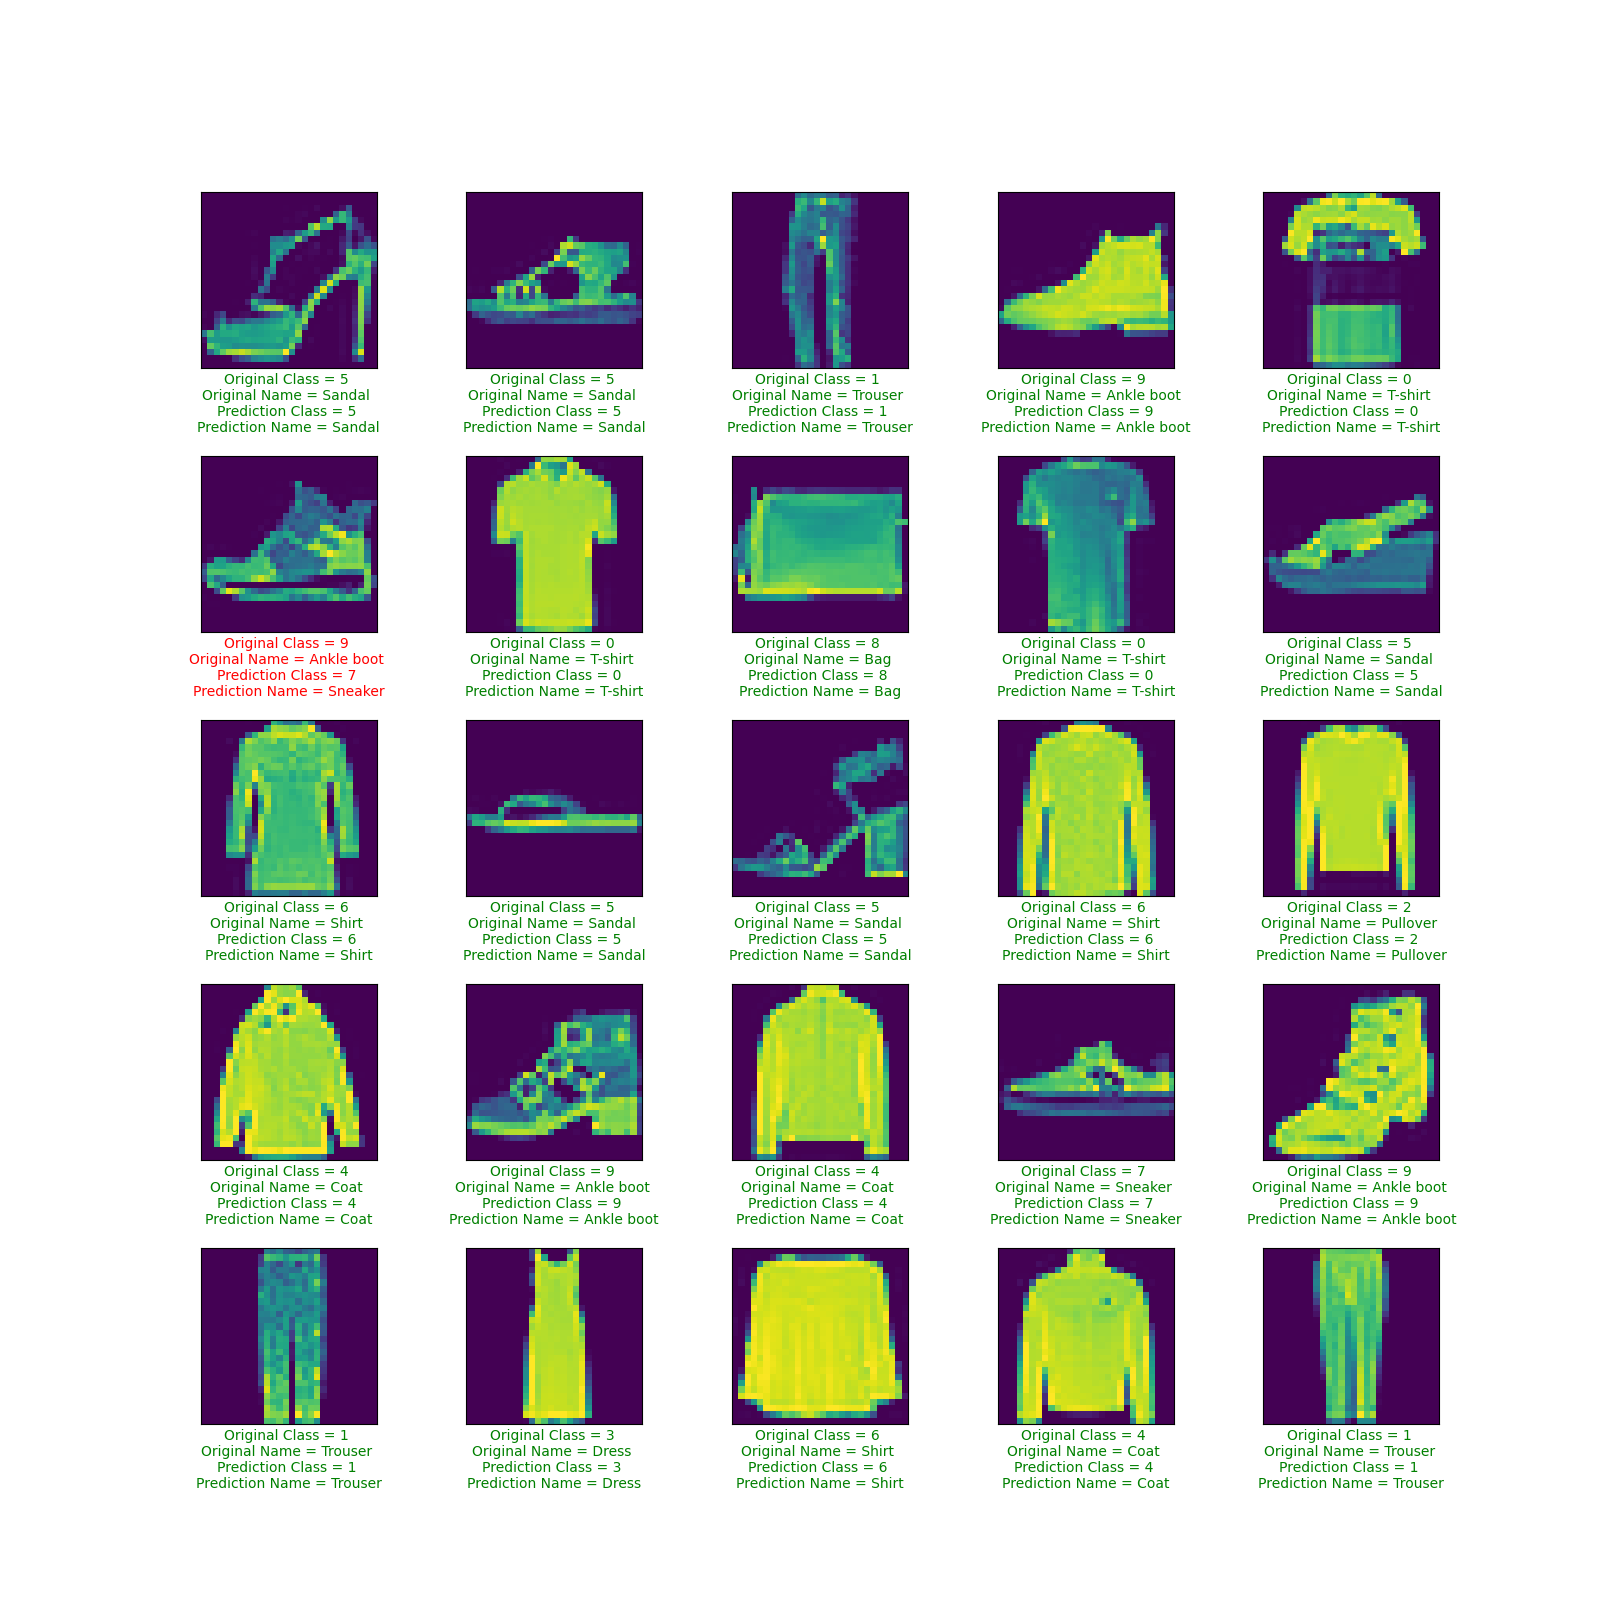 Original Class = 5
Original Name = Sandal
Prediction Class = 5
Prediction Name = Sandal
Original Class = 5
Original Name = Sandal
Prediction Class = 5
Prediction Name = Sandal
Original Class = 1
Original Name = Trouser
Prediction Class = 1
Prediction Name = Trouser
Original Class = 9
Original Name = Ankle boot
Prediction Class = 9
Prediction Name = Ankle boot
Original Class = 0
Original Name = T-shirt
Prediction Class = 0
Prediction Name = T-shirt
Original Class = 9
Original Name = Ankle boot
Prediction Class = 7
Prediction Name = Sneaker
Original Class = 0
Original Name = T-shirt
Prediction Class = 0
Prediction Name = T-shirt
Original Class = 8
Original Name = Bag
Prediction Class = 8
Prediction Name = Bag
Original Class = 0
Original Name = T-shirt
Prediction Class = 0
Prediction Name = T-shirt
Original Class = 5
Original Name = Sandal
Prediction Class = 5
Prediction Name = Sandal
Original Class = 6
Original Name = Shirt
Prediction Class = 6
Prediction Name = Shirt
Original Class = 5
Original Name = Sandal
Prediction Class = 5
Prediction Name = Sandal
Original Class = 5
Original Name = Sandal
Prediction Class = 5
Prediction Name = Sandal
Original Class = 6
Original Name = Shirt
Prediction Class = 6
Prediction Name = Shirt
Original Class = 2
Original Name = Pullover
Prediction Class = 2
Prediction Name = Pullover
Original Class = 4
Original Name = Coat
Prediction Class = 4
Prediction Name = Coat
Original Class = 9
Original Name = Ankle boot
Prediction Class = 9
Prediction Name = Ankle boot
Original Class = 4
Original Name = Coat
Prediction Class = 4
Prediction Name = Coat
Original Class = 7
Original Name = Sneaker
Prediction Class = 7
Prediction Name = Sneaker
Original Class = 9
Original Name = Ankle boot
Prediction Class = 9
Prediction Name = Ankle boot
Original Class = 1
Original Name = Trouser
Prediction Class = 1
Prediction Name = Trouser
Original Class = 3
Original Name = Dress
Prediction Class = 3
Prediction Name = Dress
Original Class = 6
Original Name = Shirt
Prediction Class = 6
Prediction Name = Shirt
Original Class = 4
Original Name = Coat
Prediction Class = 4
Prediction Name = Coat
Original Class = 1
Original Name = Trouser
Prediction Class = 1
Prediction Name = Trouser